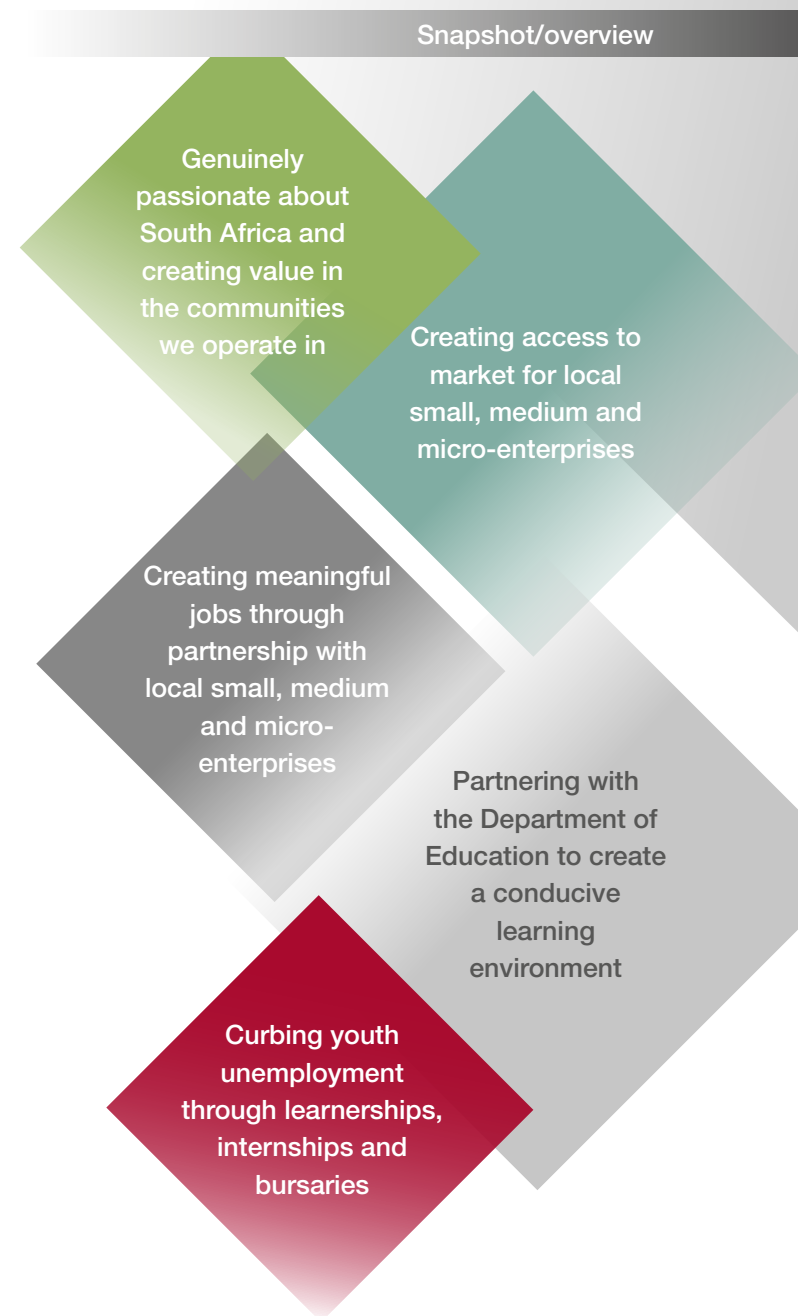 Snapshot/overview
Genuinely
passionate about
South Africa and
creating value in
the communities
we operate in
Creating access to
market for local
small, medium and
micro-enterprises
Creating meaningful
jobs through
partnership with
local small, medium
and micro-
enterprises
Partnering with
the Department of
Education to create
a conducive
learning
environment
Curbing youth
unemployment
through learnerships,
internships and
bursaries